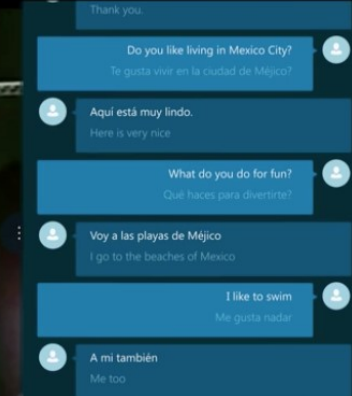 Thank you.
Do you like living in Mexico City?
Te gusta vivir en la ciudad de Méjico?
Aquí está muy lindo.
Here is very nice
What do you do for fun?
Qué haces para divertirte?
Voy a las playas de Méjico
I go to the beaches of Mexico
I like to swim
Me gusta nadar
A mi también
Me too